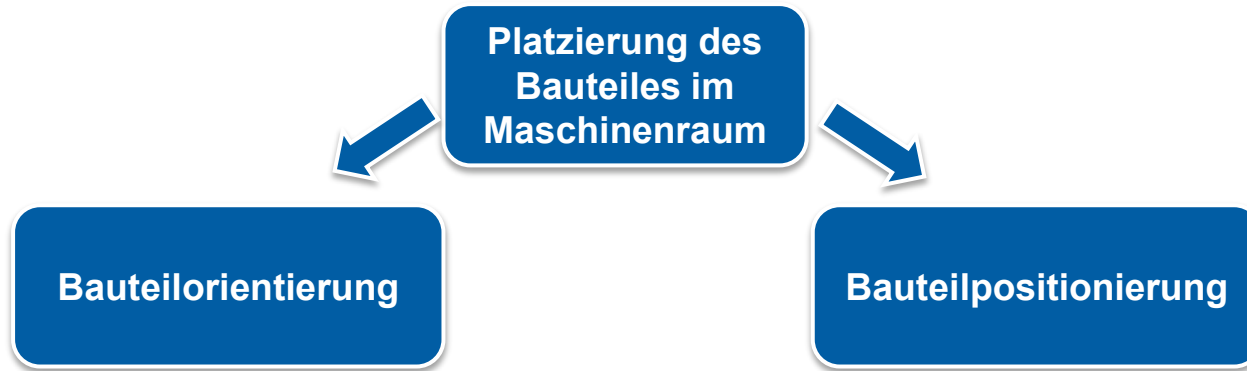 Platzierung des
Bauteiles im
Maschinenraum
Bauteilorientierung
Bauteilpositionierung